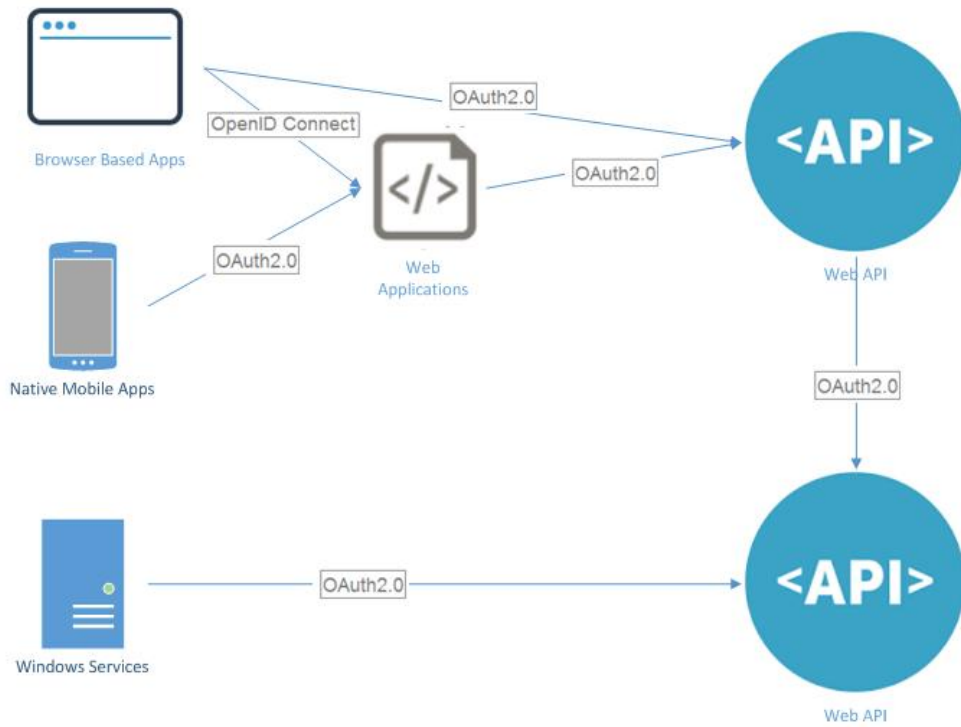 OAuth2.0
OpenID Connect
<API>
Browser Based Apps
</>
OAuth2.0
OAuth2.0
Web
Applications
Web API
Native Mobile Apps
OAuth2.0
<API>
OAuth2.0
Windows Services
Web API